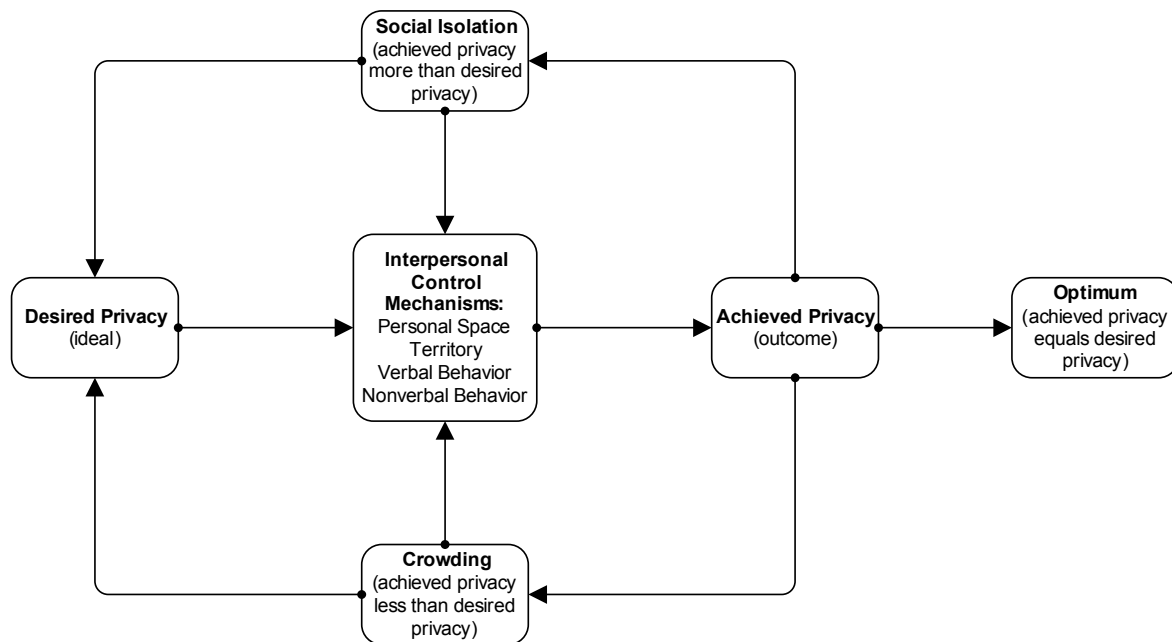 Social Isolation
(achieved privacy
more than desired
privacy)
Desired Privacy
(ideal)
Interpersonal
Control
Mechanisms:
Personal Space
Territory
Verbal Behavior
Nonverbal Behavior
Achieved Privacy
(outcome)
Optimum
(achieved privacy
equals desired
privacy)
Crowding
(achieved privacy
less than desired
privacy)